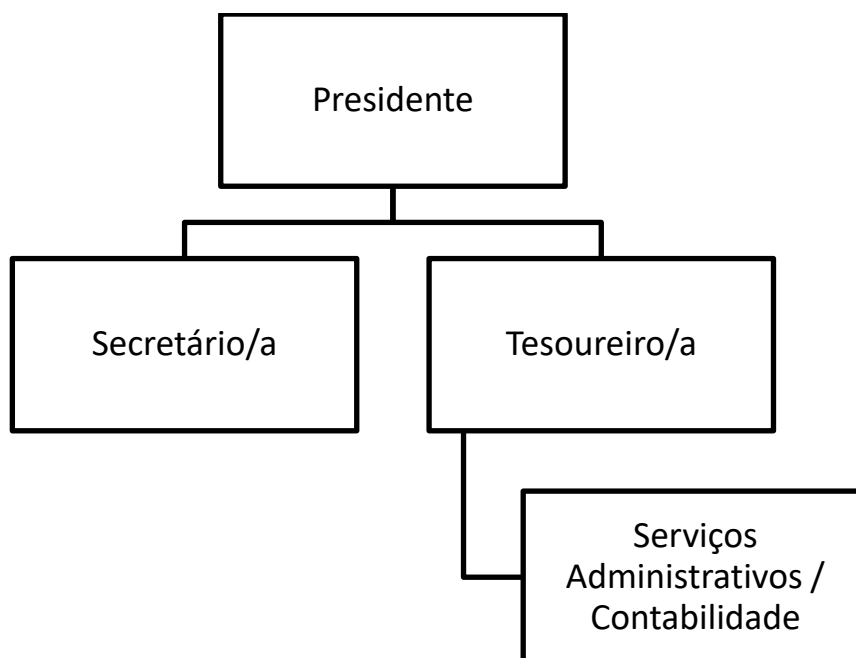 Presidente
Secretário/a
Tesoureiro/a
Serviços
Administrativos /
Contabilidade